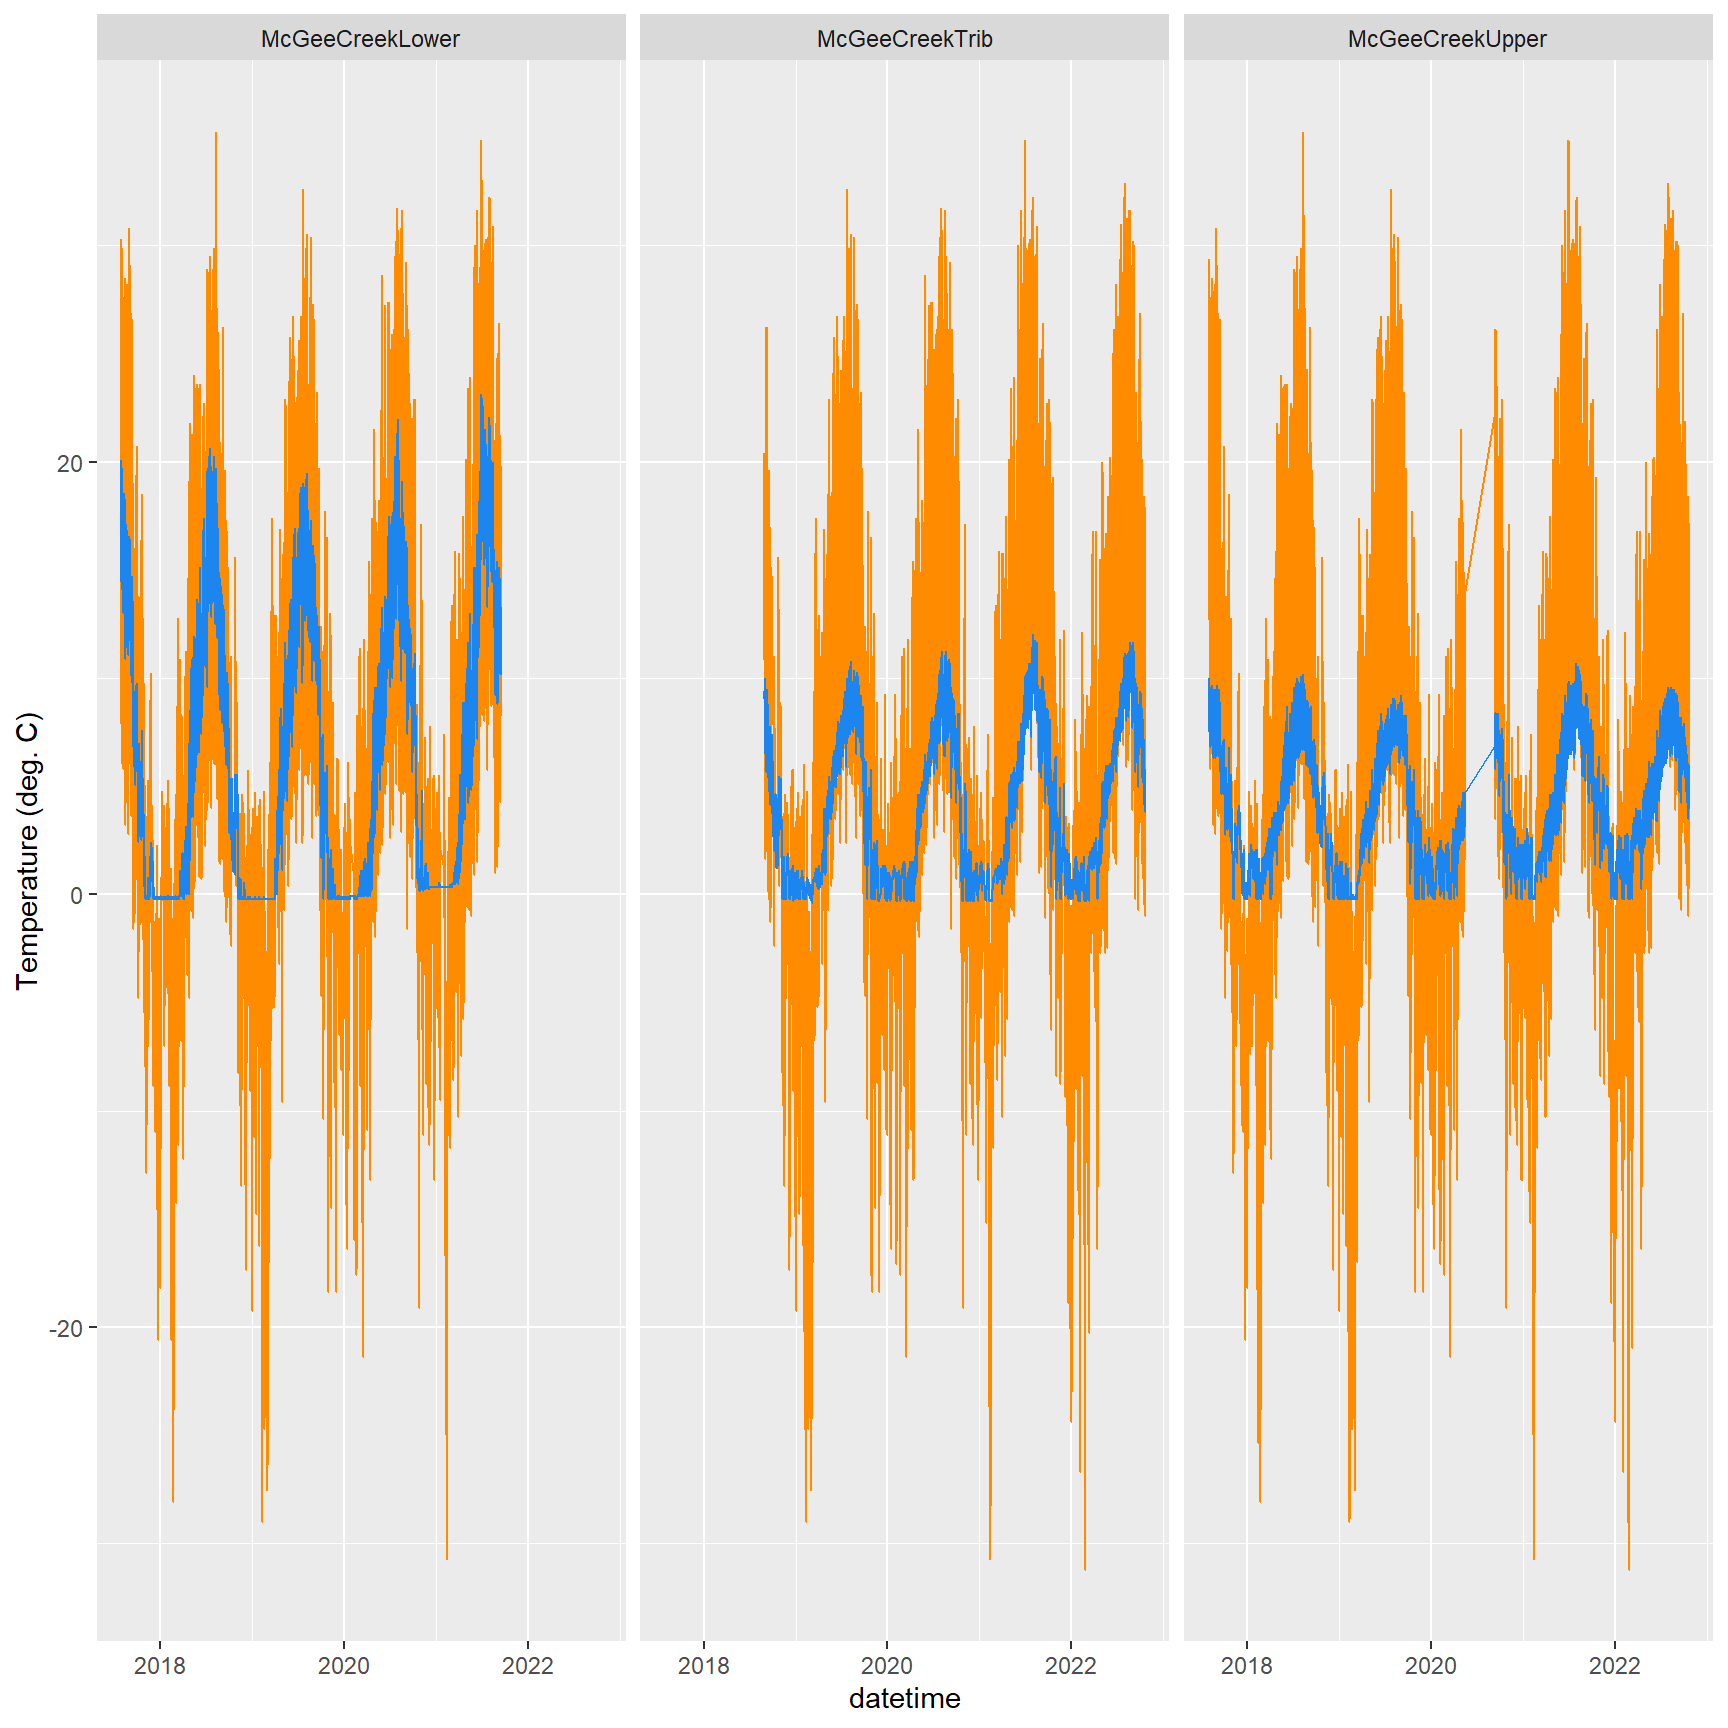 McGeeCreekLower McGeeCreekTrib McGeeCreekUpper
Temperature (deg. C)
20
0
-20
2018 2020 2022 2018 2020 2022 2018 2020 2022
datetime